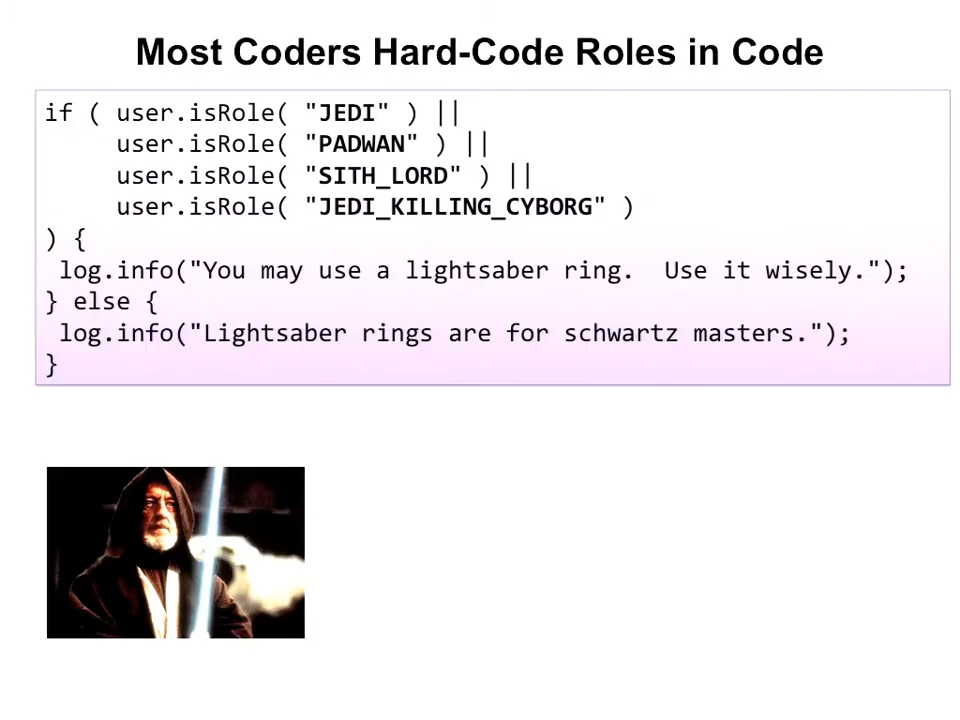 Most Coders Hard-Code Roles in Code
if ( user.isRole( "JEDI" ) ||
user.isRole( "PADWAN" ) ||
user.isRole( "SITH_LORD" ) ||
user.isRole( "JEDI_KILLING_CYBORG" )
) {
log.info("You may use a lightsaber ring.  Use it wisely.");
} else {
log.info("Lightsaber rings are for schwartz masters.");
}